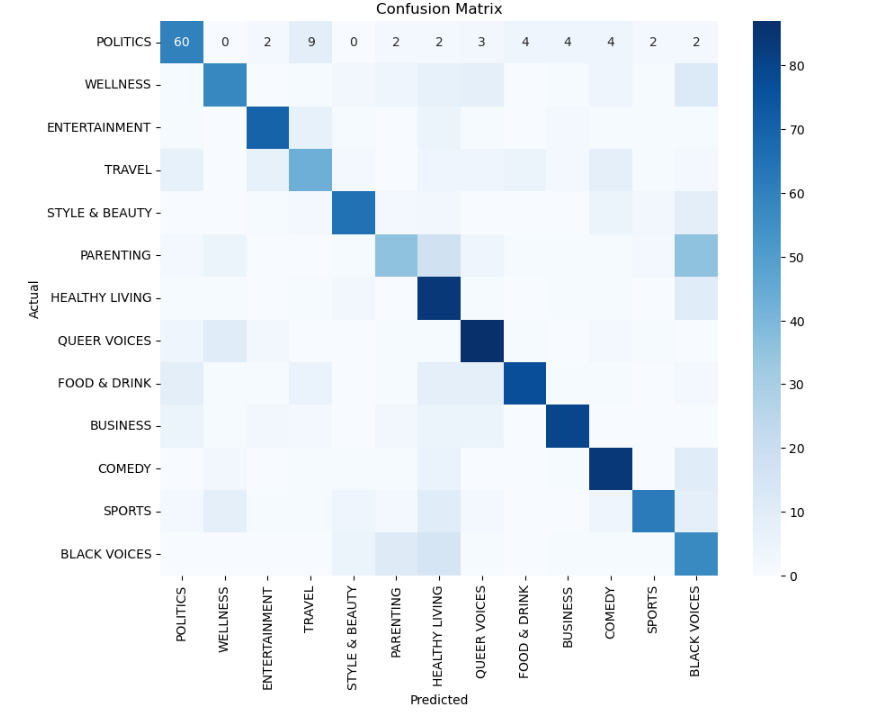 Confusion Matrix
POLITICS 60 0 2 9 0 2 2 3 4 4 4 2 2
WELLNESS
ENTERTAINMENT
TRAVEL
STYLE & BEAUTY
PARENTING
HEALTHY LIVING
QUEER VOICES
FOOD & DRINK
BUSINESS
COMEDY
SPORTS
BLACK VOICES
Actual
POLITICS
WELLNESS
ENTERTAINMENT
TRAVEL
STYLE & BEAUTY
PARENTING
HEALTHY LIVING
QUEER VOICES
FOOD & DRINK
BUSINESS
COMEDY
SPORTS
BLACK VOICES
Predicted
80
70
60
50
40
30
20
10
0